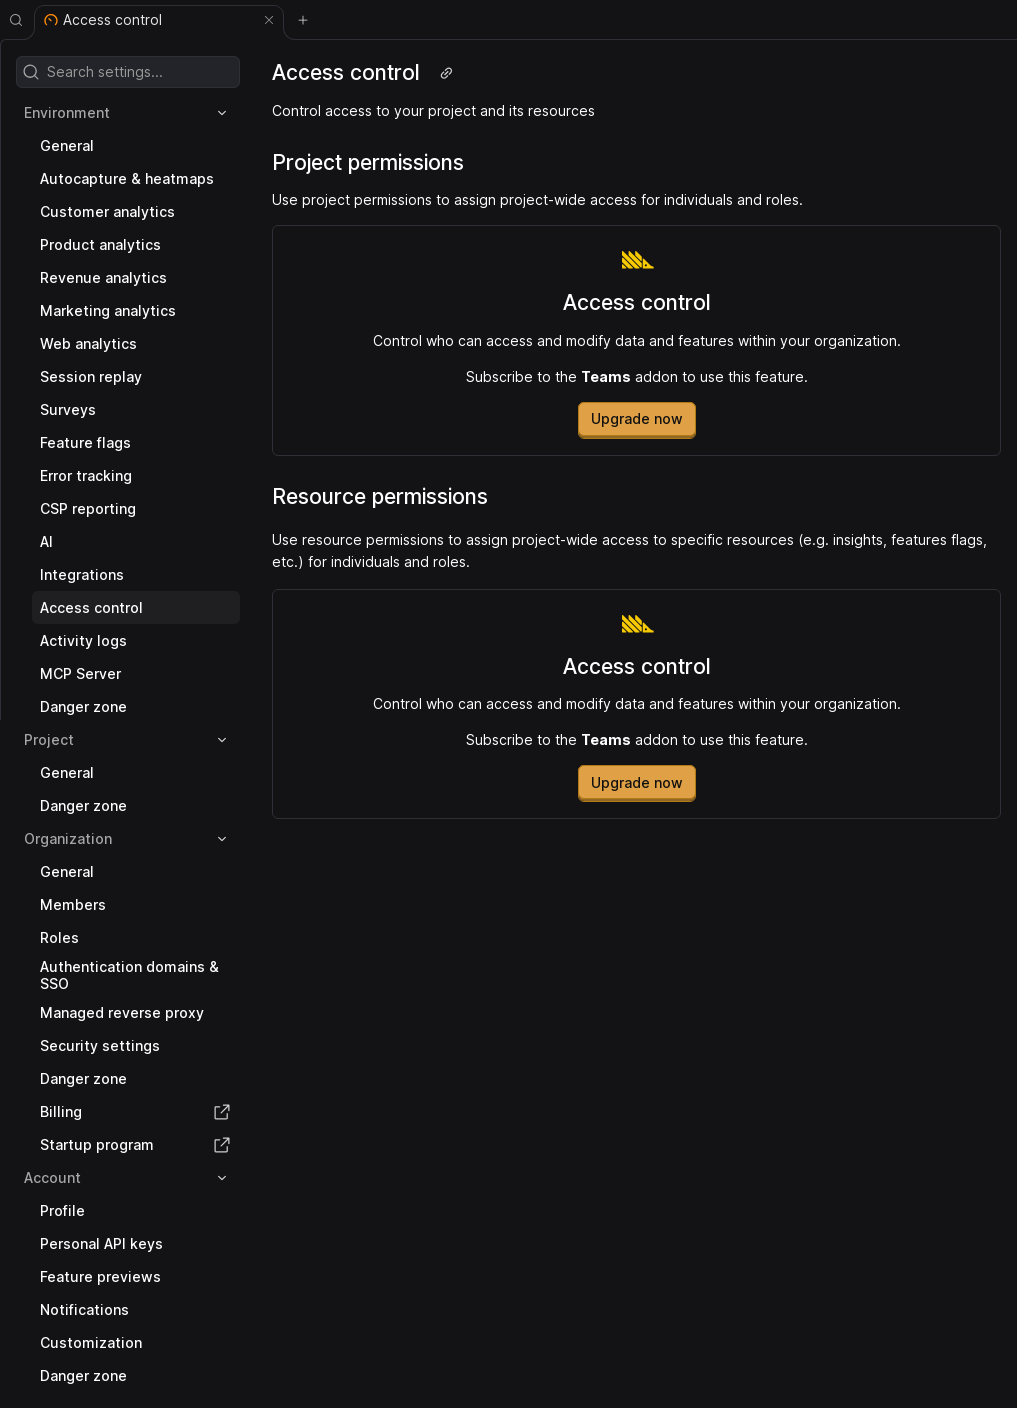 Access control
Search settings...
Environment
General
Autocapture & heatmaps
Customer analytics
Product analytics
Revenue analytics
Marketing analytics
Web analytics
Session replay
Surveys
Feature flags
Error tracking
CSP reporting
AI
Integrations
Access control
Activity logs
MCP Server
Danger zone
Project
General
Danger zone
Organization
General
Members
Roles
Authentication domains &
SSO
Managed reverse proxy
Security settings
Danger zone
Billing
Startup program
Account
Profile
Personal API keys
Feature previews
Notifications
Customization
Danger zone
Access control
Control access to your project and its resources
Project permissions
Use project permissions to assign project-wide access for individuals and roles.
Access control
Control who can access and modify data and features within your organization.
Subscribe to the Teams addon to use this feature.
Upgrade now
Resource permissions
Use resource permissions to assign project-wide access to specific resources (e.g. insights, features flags,
etc.) for individuals and roles.
Access control
Control who can access and modify data and features within your organization.
Subscribe to the Teams addon to use this feature.
Upgrade now